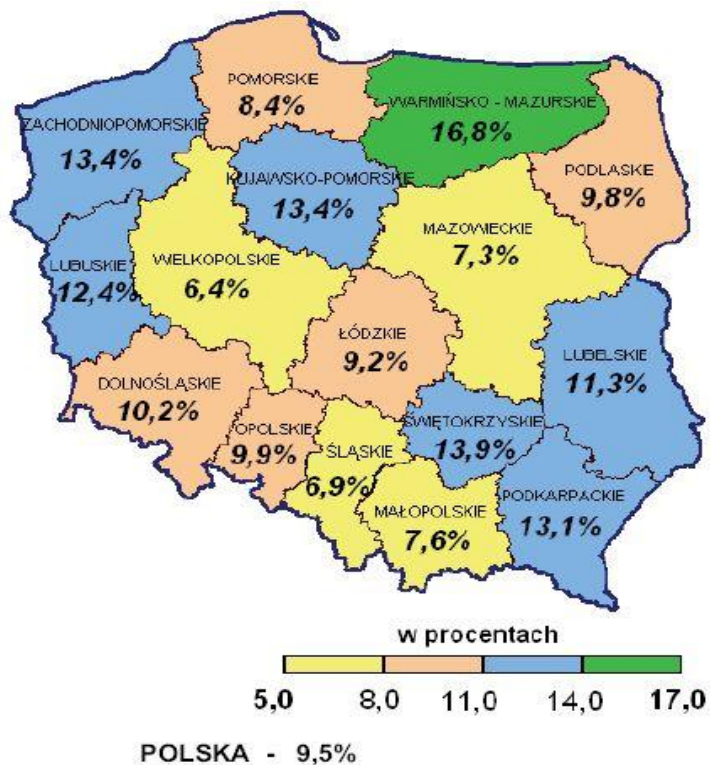 POMORSKIE
8,4%
WARMIŃSKO - MAZURSKIE
16,8%
ZACHODNIOPOMORSKIE
13,4%
KUJAWSKO-POMORSKIE
13,4%
PODLASKIE
9,8%
MAZOWIECKIE
7,3%
LUBUSKIE
12,4%
WIELKOPOLSKIE
6,4%
ŁÓDZKIE
9,2%
LUBELSKIE
11,3%
DOLNOŚLĄSKIE
10,2%
OPOLSKIE
9,9%
ŚLĄSKIE
6,9%
ŚWIĘTOKRZYSKIE
13,9%
MAŁOPOLSKIE
7,6%
PODKARPACKIE
13,1%
w procentach
5,0 8,0 11,0 14,0 17,0
POLSKA - 9,5%